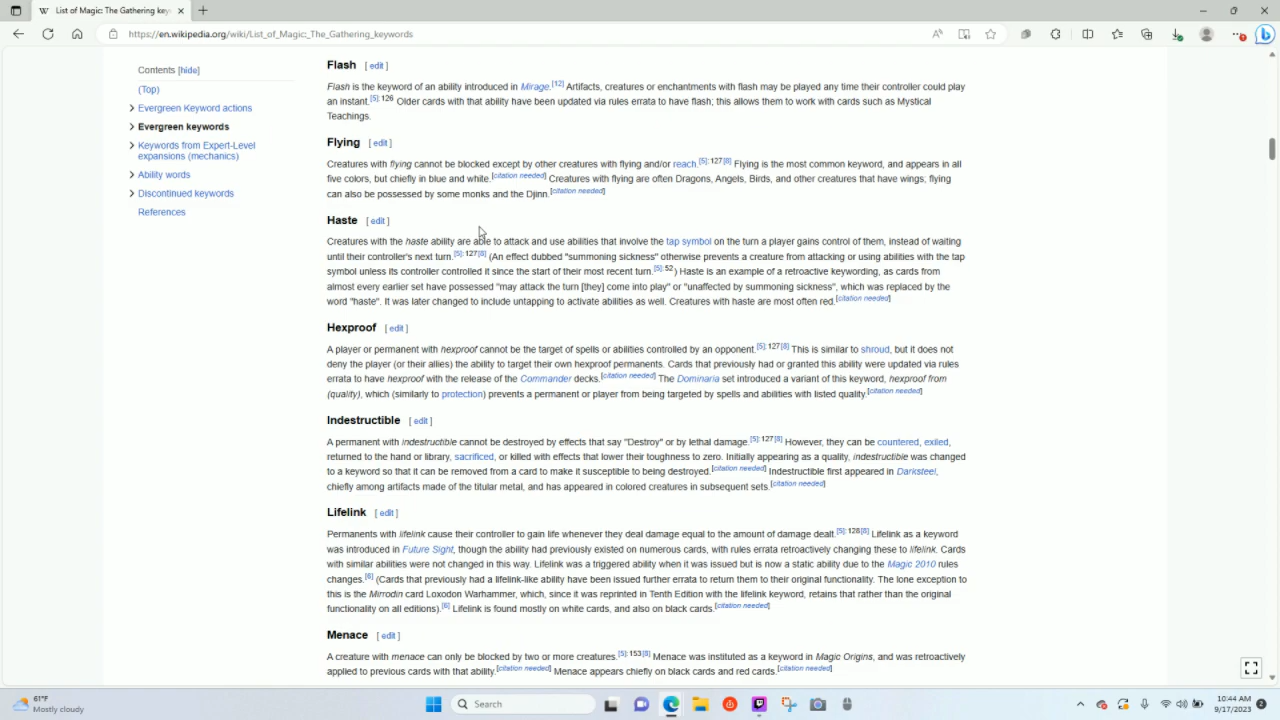 List of Magic: The Gathering key
https://en.wikipedia.org/wiki/List_of_Magic:_The_Gathering_keywords
Contents [hide]
(Top)
Evergreen Keyword actions
Evergreen keywords
Keywords from Expert-Level
expansions (mechanics)
Ability words
Discontinued keywords
References
Flash [ edit ]
Flash is the keyword of an ability introduced in Mirage.[12] Artifacts, creatures or enchantments with flash may be played any time their controller could play
an instant.[5]: 126 Older cards with that ability have been updated via rules errata to have flash; this allows them to work with cards such as Mystical
Teachings.
Flying [ edit ]
Creatures with flying cannot be blocked except by other creatures with flying and/or reach.[5]: 127[8] Flying is the most common keyword, and appears in all
five colors, but chiefly in blue and white.[citation needed] Creatures with flying are often Dragons, Angels, Birds, and other creatures that have wings; flying
can also be possessed by some monks and the Djinn.[citation needed]
Haste [ edit ]
Creatures with the haste ability are able to attack and use abilities that involve the tap symbol on the turn a player gains control of them, instead of waiting
until their controller's next turn.[5]: 127[8] (An effect dubbed "summoning sickness" otherwise prevents a creature from attacking or using abilities with the tap
symbol unless its controller controlled it since the start of their most recent turn.[5]: 52) Haste is an example of a retroactive keywording, as cards from
almost every earlier set have possessed "may attack the turn [they] come into play" or "unaffected by summoning sickness", which was replaced by the
word "haste". It was later changed to include untapping to activate abilities as well. Creatures with haste are most often red.[citation needed]
Hexproof [ edit ]
A player or permanent with hexproof cannot be the target of spells or abilities controlled by an opponent.[5]: 127[8] This is similar to shroud, but it does not
deny the player (or their allies) the ability to target their own hexproof permanents. Cards that previously had or granted this ability were updated via rules
errata to have hexproof with the release of the Commander decks.[citation needed] The Dominaria set introduced a variant of this keyword, hexproof from
(quality), which (similarly to protection) prevents a permanent or player from being targeted by spells and abilities with listed quality.[citation needed]
Indestructible [ edit ]
A permanent with indestructible cannot be destroyed by effects that say "Destroy" or by lethal damage.[5]: 127[8] However, they can be countered, exiled,
returned to the hand or library, sacrificed, or killed with effects that lower their toughness to zero. Initially appearing as a quality, indestructible was changed
to a keyword so that it can be removed from a card to make it susceptible to being destroyed.[citation needed] Indestructible first appeared in Darksteel,
chiefly among artifacts made of the titular metal, and has appeared in colored creatures in subsequent sets.[citation needed]
Lifelink [ edit ]
Permanents with lifelink cause their controller to gain life whenever they deal damage equal to the amount of damage dealt.[5]: 128[8] Lifelink as a keyword
was introduced in Future Sight, though the ability had previously existed on numerous cards, with rules errata retroactively changing these to lifelink. Cards
with similar abilities were not changed in this way. Lifelink was a triggered ability when it was issued but is now a static ability due to the Magic 2010 rules
changes.[6] (Cards that previously had a lifelink-like ability have been issued further errata to return them to their original functionality. The lone exception to
this is the Mirrodin card Loxodon Warhammer, which, since it was reprinted in Tenth Edition with the lifelink keyword, retains that rather than the original
functionality on all editions).[6] Lifelink is found mostly on white cards, and also on black cards.[citation needed]
Menace [ edit ]
A creature with menace can only be blocked by two or more creatures.[5]: 153[8] Menace was instituted as a keyword in Magic Origins, and was retroactively
applied to previous cards with that ability.[citation needed] Menace appears chiefly on black cards and red cards.[citation needed]
61°F
Mostly cloudy
Search
10:44 AM
9/17/2023